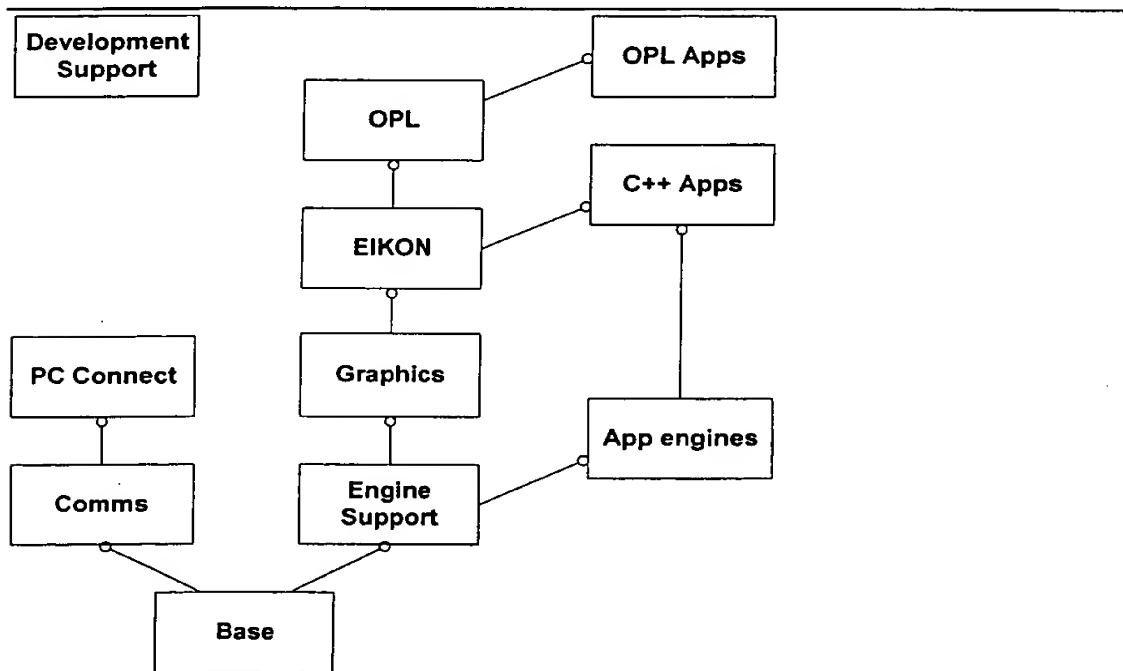 Development
Support
OPL Apps
OPL
C++ Apps
EIKON
PC Connect
Graphics
App engines
Comms
Engine
Support
Base